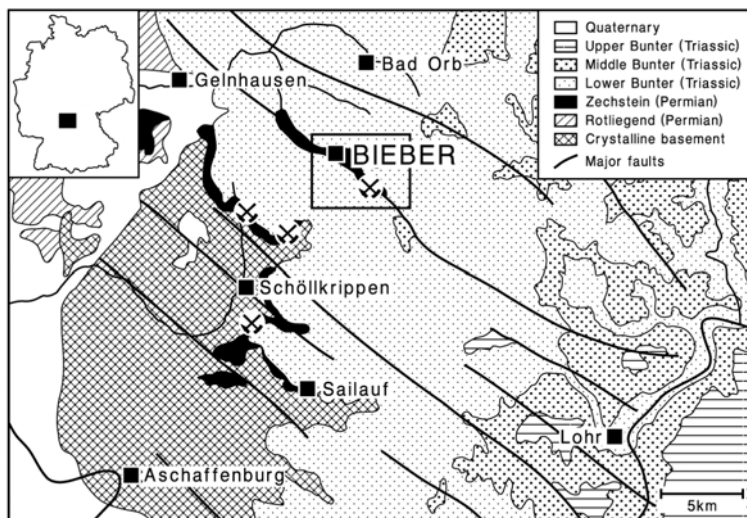 Quaternary
Upper Bunter (Triassic)
Middle Bunter (Triassic)
Lower Bunter (Triassic)
Zechstein (Permian)
Rotliegend (Permian)
Crystalline basement
Major faults
Bad Orb
Gelnhausen
BIEBER
Schöllkrippen
Sailauf
Lohr
Aschaffenburg
5km